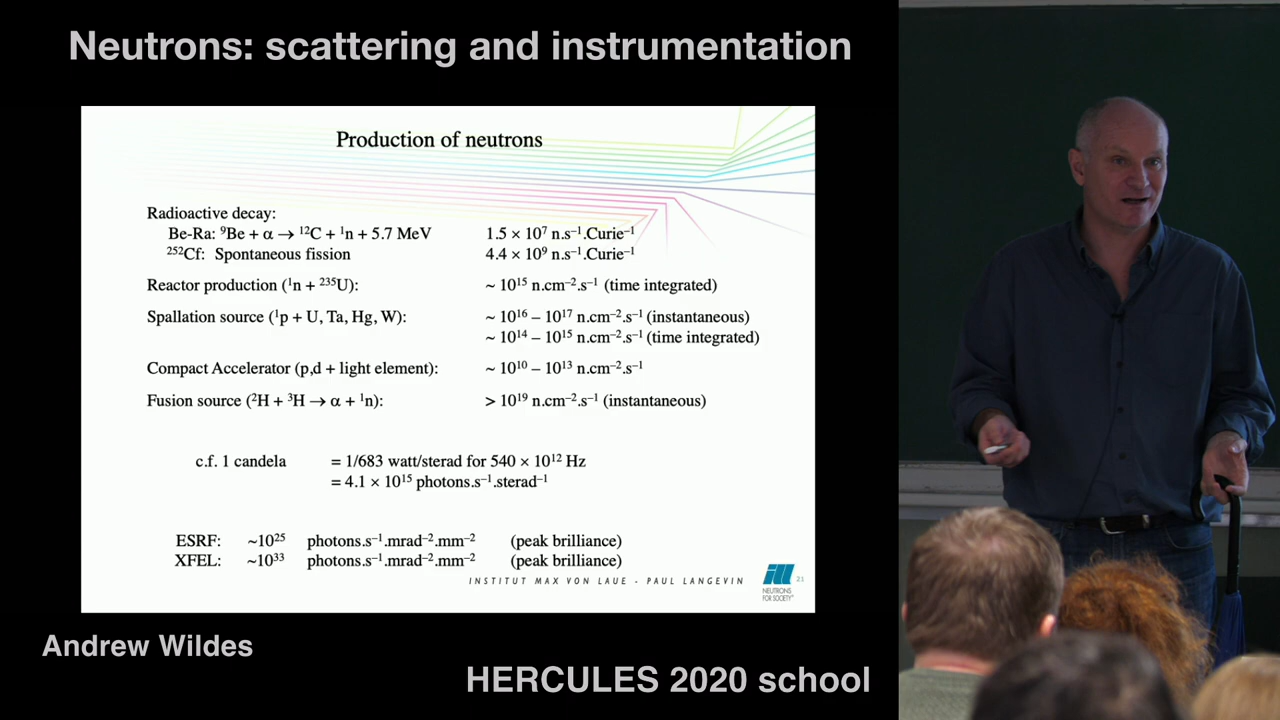 Neutrons: scattering and instrumentation
Production of neutrons
Radioactive decay:
Be-Ra: ⁹Be + α → ¹²C + ¹n + 5.7 MeV 1.5 × 10⁷ n.s⁻¹.Curie⁻¹
²⁵²Cf: Spontaneous fission 4.4 × 10⁹ n.s⁻¹.Curie⁻¹
Reactor production (¹n + ²³⁵U): ~ 10¹⁵ n.cm⁻².s⁻¹ (time integrated)
Spallation source (¹p + U, Ta, Hg, W): ~ 10¹⁶ – 10¹⁷ n.cm⁻².s⁻¹ (instantaneous)
~ 10¹⁴ – 10¹⁵ n.cm⁻².s⁻¹ (time integrated)
Compact Accelerator (p,d + light element): ~ 10¹⁰ – 10¹³ n.cm⁻².s⁻¹
Fusion source (²H + ³H → α + ¹n): > 10¹⁹ n.cm⁻².s⁻¹ (instantaneous)
c.f. 1 candela = 1/683 watt/sterad for 540 × 10¹² Hz
= 4.1 × 10¹⁵ photons.s⁻¹.sterad⁻¹
ESRF: ~10²⁵ photons.s⁻¹.mrad⁻².mm⁻² (peak brilliance)
XFEL: ~10³³ photons.s⁻¹.mrad⁻².mm⁻² (peak brilliance)
INSTITUT MAX VON LAUE - PAUL LANGEVIN
ill
NEUTRONS
FOR SOCIETY®
21
Andrew Wildes
HERCULES 2020 school